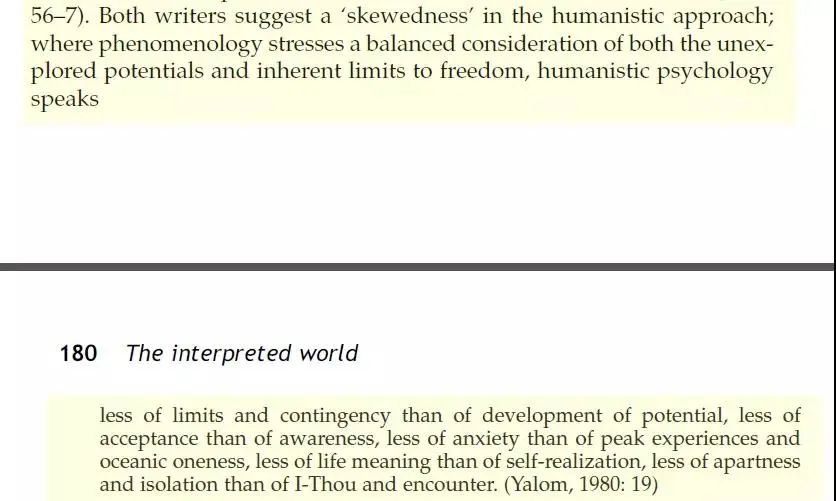 56–7). Both writers suggest a ‘skewedness’ in the humanistic approach;
where phenomenology stresses a balanced consideration of both the unex-
plored potentials and inherent limits to freedom, humanistic psychology
speaks
180 The interpreted world
less of limits and contingency than of development of potential, less of
acceptance than of awareness, less of anxiety than of peak experiences and
oceanic oneness, less of life meaning than of self-realization, less of apartness
and isolation than of I-Thou and encounter. (Yalom, 1980: 19)